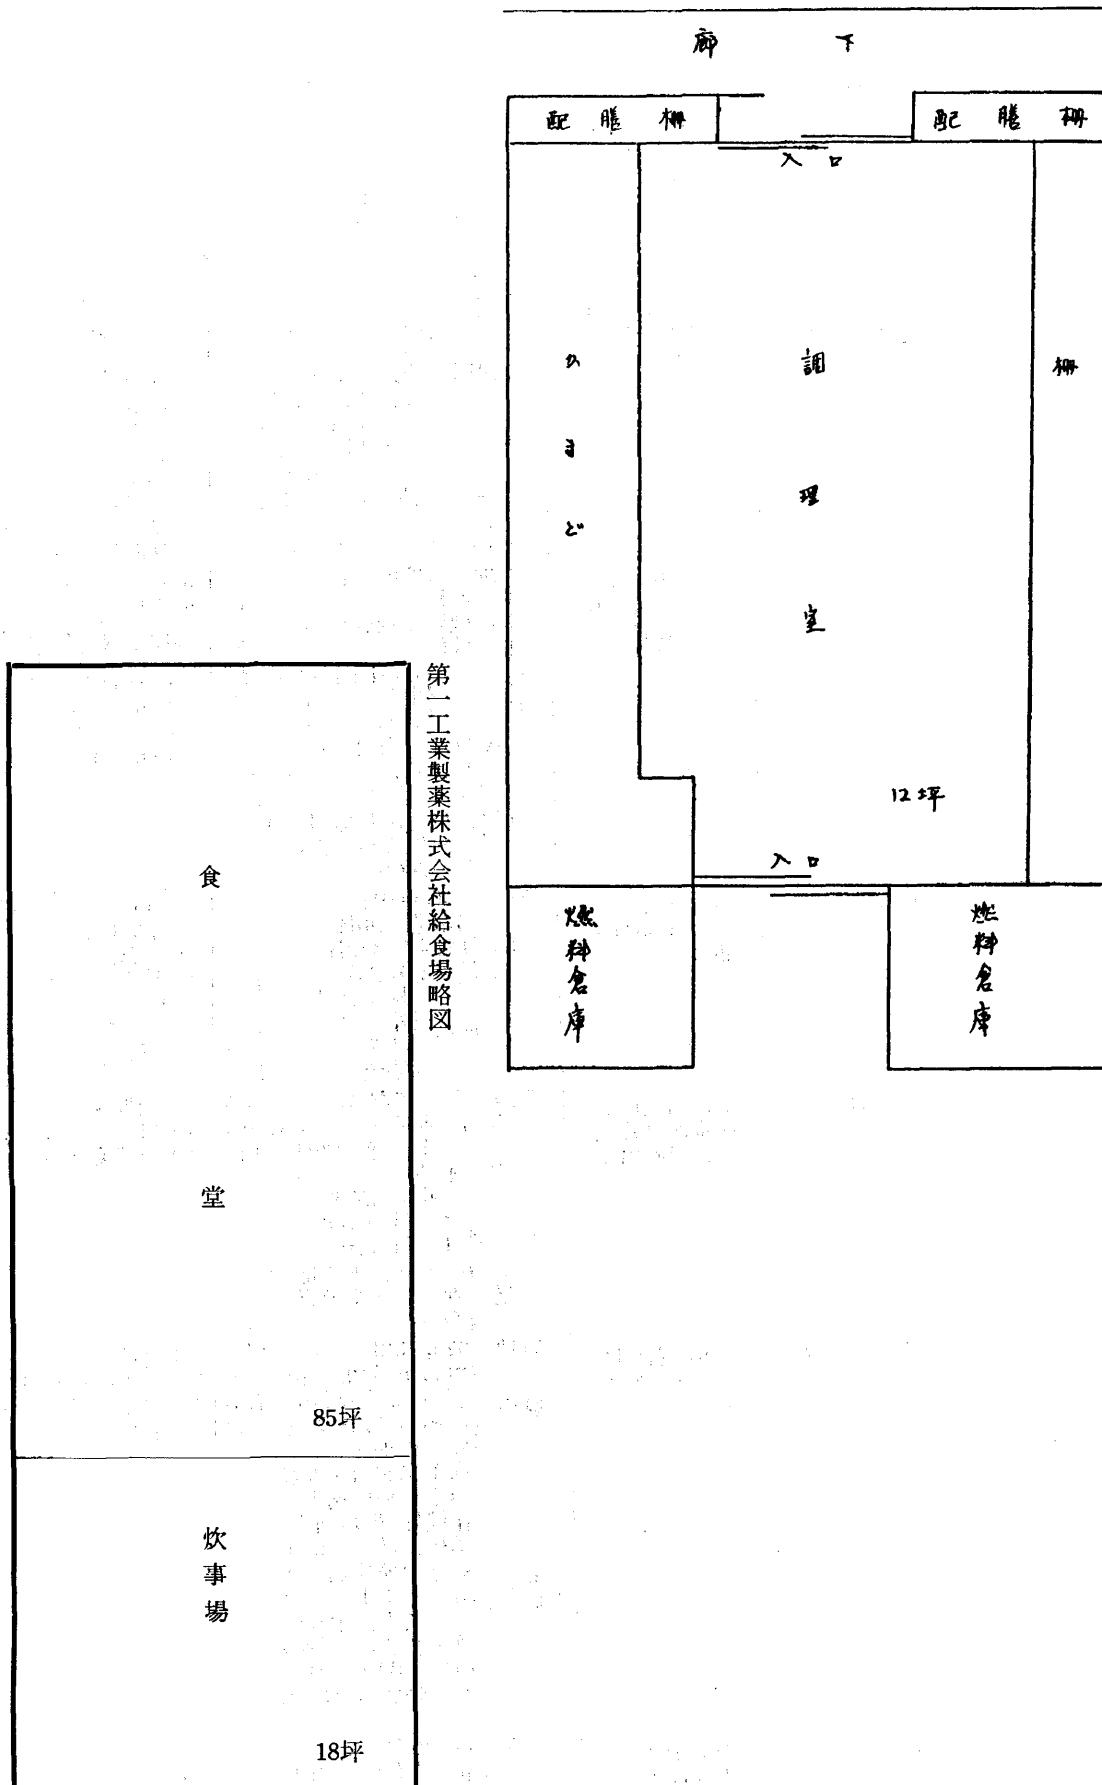 廊下
配膳棚
配膳棚
入口
かまど
調理室
棚
12坪
入口
燃料倉庫
燃料倉庫
第一工業製薬株式会社給食場略図
食堂
85坪
炊事場
18坪